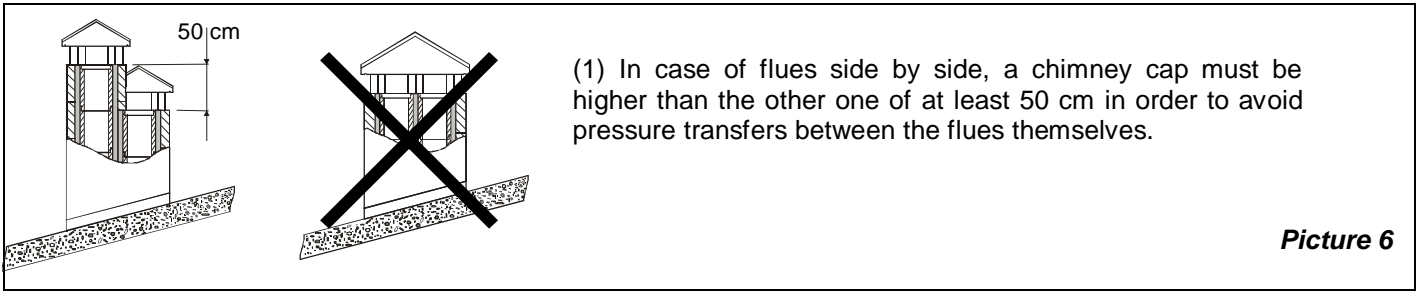 50 cm
(1) In case of flues side by side, a chimney cap must be
higher than the other one of at least 50 cm in order to avoid
pressure transfers between the flues themselves.
Picture 6